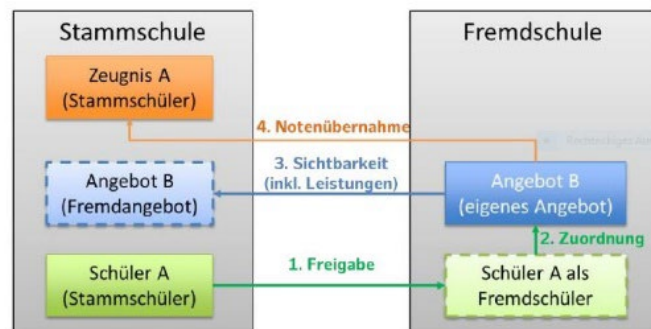 Stammschule
Fremdschule
Zeugnis A
(Stammschüler)
4. Notenübernahme
Angebot B
(Fremdangebot)
3. Sichtbarkeit
(inkl. Leistungen)
Angebot B
(eigenes Angebot)
2. Zuordnung
Schüler A
(Stammschüler)
1. Freigabe
Schüler A als
Fremdschüler